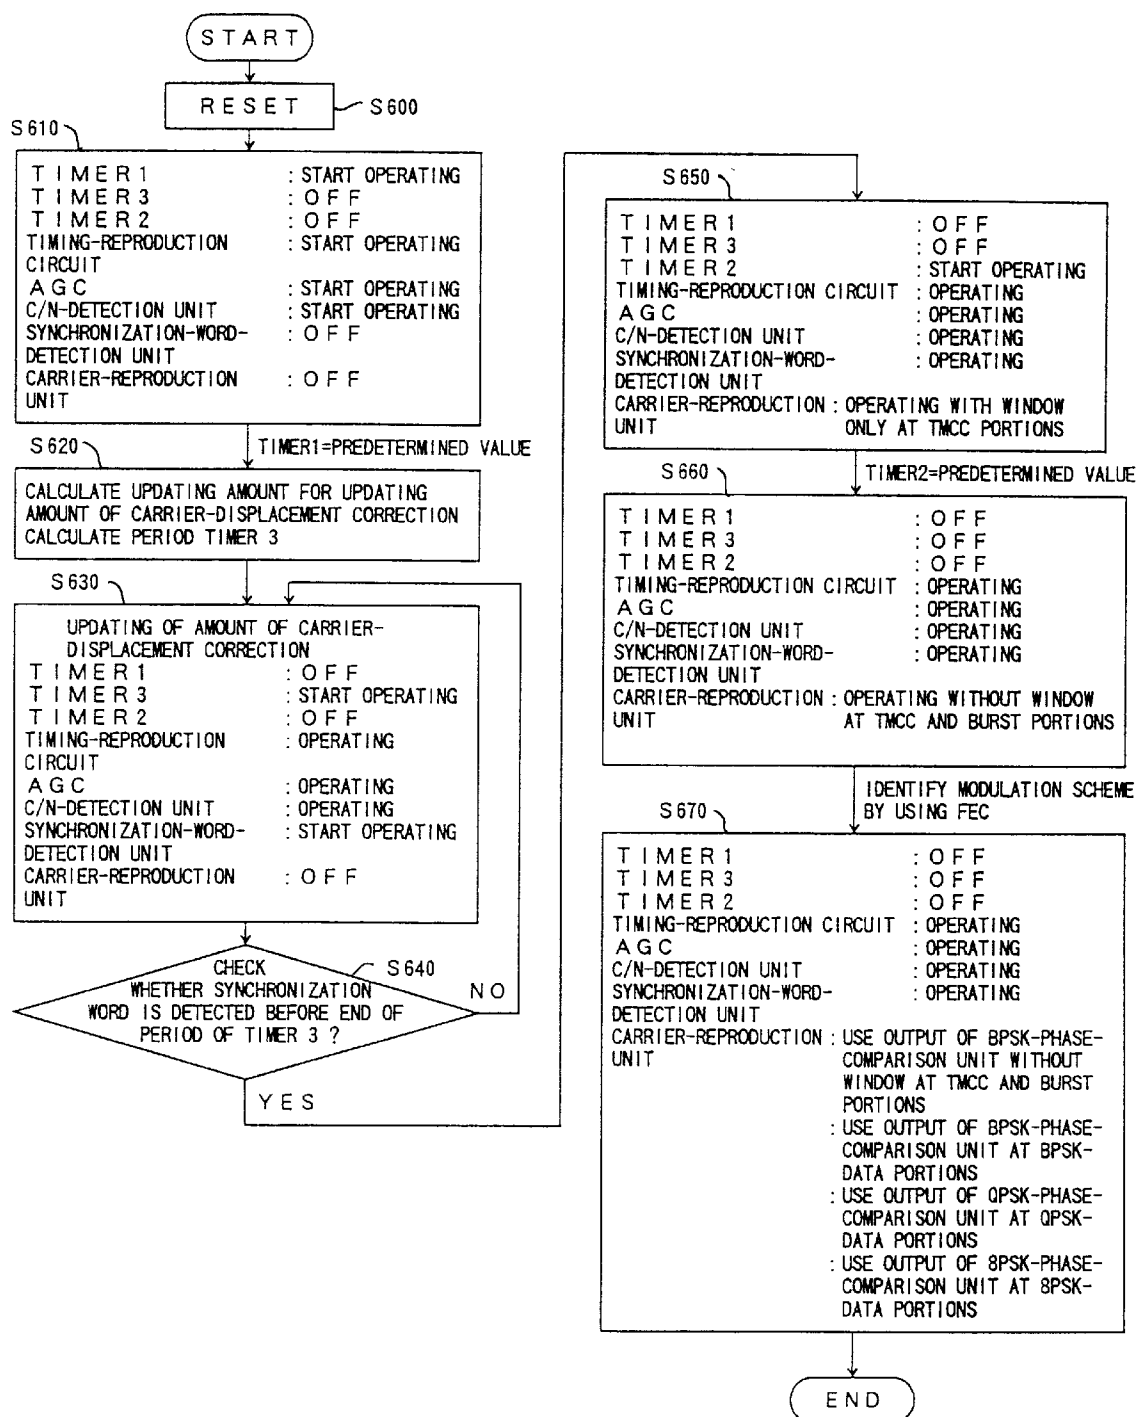 START
RESET
S600
S610
TIMER1 : START OPERATING
TIMER3 : OFF
TIMER2 : OFF
TIMING-REPRODUCTION : START OPERATING
CIRCUIT
AGC : START OPERATING
C/N-DETECTION UNIT : START OPERATING
SYNCHRONIZATION-WORD- : OFF
DETECTION UNIT
CARRIER-REPRODUCTION : OFF
UNIT
S620
TIMER1=PREDETERMINED VALUE
CALCULATE UPDATING AMOUNT FOR UPDATING
AMOUNT OF CARRIER-DISPLACEMENT CORRECTION
CALCULATE PERIOD TIMER 3
S630
UPDATING OF AMOUNT OF CARRIER-
DISPLACEMENT CORRECTION
TIMER1 : OFF
TIMER3 : START OPERATING
TIMER2 : OFF
TIMING-REPRODUCTION : OPERATING
CIRCUIT
AGC : OPERATING
C/N-DETECTION UNIT : OPERATING
SYNCHRONIZATION-WORD- : START OPERATING
DETECTION UNIT
CARRIER-REPRODUCTION : OFF
UNIT
S640
CHECK
WHETHER SYNCHRONIZATION
WORD IS DETECTED BEFORE END OF
PERIOD OF TIMER 3 ?
NO
YES
S650
TIMER1 : OFF
TIMER3 : OFF
TIMER2 : START OPERATING
TIMING-REPRODUCTION CIRCUIT : OPERATING
AGC : OPERATING
C/N-DETECTION UNIT : OPERATING
SYNCHRONIZATION-WORD- : OPERATING
DETECTION UNIT
CARRIER-REPRODUCTION : OPERATING WITH WINDOW
UNIT ONLY AT TMCC PORTIONS
S660
TIMER2=PREDETERMINED VALUE
TIMER1 : OFF
TIMER3 : OFF
TIMER2 : OFF
TIMING-REPRODUCTION CIRCUIT : OPERATING
AGC : OPERATING
C/N-DETECTION UNIT : OPERATING
SYNCHRONIZATION-WORD- : OPERATING
DETECTION UNIT
CARRIER-REPRODUCTION : OPERATING WITHOUT WINDOW
UNIT AT TMCC AND BURST PORTIONS
IDENTIFY MODULATION SCHEME
BY USING FEC
S670
TIMER1 : OFF
TIMER3 : OFF
TIMER2 : OFF
TIMING-REPRODUCTION CIRCUIT : OPERATING
AGC : OPERATING
C/N-DETECTION UNIT : OPERATING
SYNCHRONIZATION-WORD- : OPERATING
DETECTION UNIT
CARRIER-REPRODUCTION : USE OUTPUT OF BPSK-PHASE-
UNIT COMPARISON UNIT WITHOUT
WINDOW AT TMCC AND BURST
PORTIONS
: USE OUTPUT OF BPSK-PHASE-
COMPARISON UNIT AT BPSK-
DATA PORTIONS
: USE OUTPUT OF QPSK-PHASE-
COMPARISON UNIT AT QPSK-
DATA PORTIONS
: USE OUTPUT OF 8PSK-PHASE-
COMPARISON UNIT AT 8PSK-
DATA PORTIONS
END